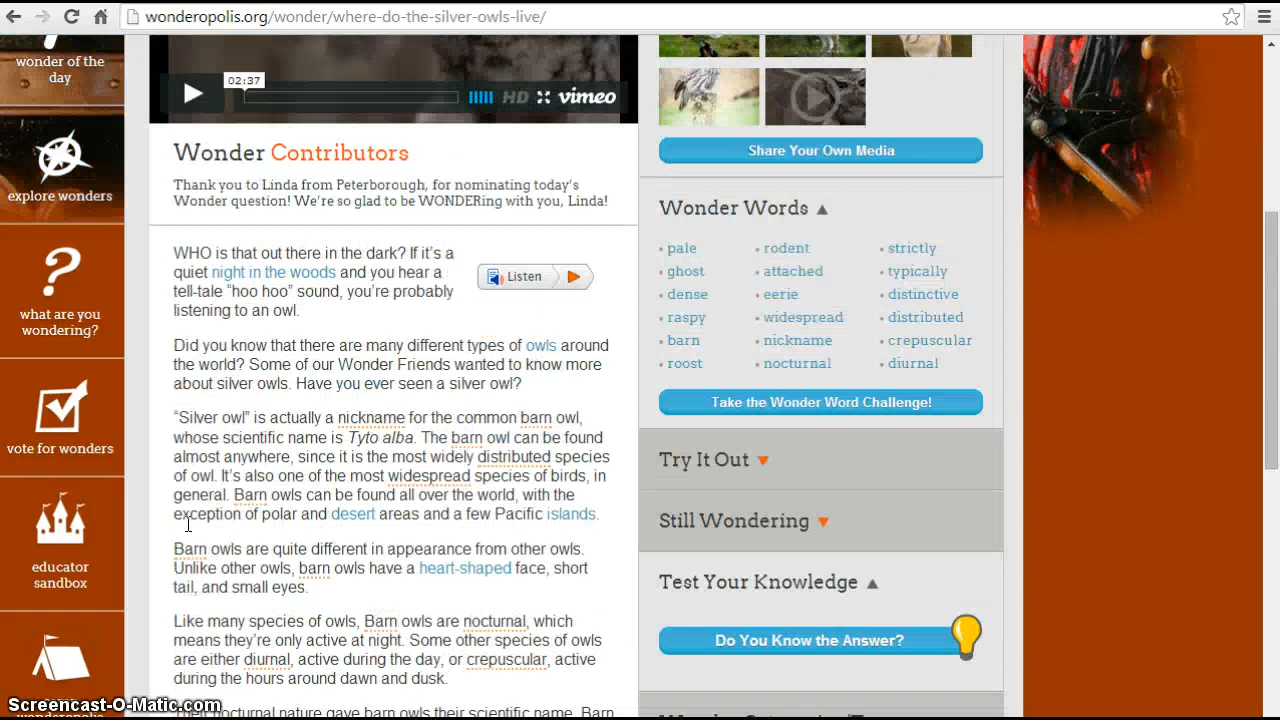 wonderopolis.org/wonder/where-do-the-silver-owls-live/
wonder of the
day
explore wonders
what are you
wondering?
vote for wonders
educator
sandbox
02:37
HD
vimeo
Wonder Contributors
Thank you to Linda from Peterborough, for nominating today's
Wonder question! We're so glad to be WONDERing with you, Linda!
WHO is that out there in the dark? If it's a
quiet night in the woods and you hear a
tell-tale “hoo hoo” sound, you're probably
listening to an owl.
Listen
Did you know that there are many different types of owls around
the world? Some of our Wonder Friends wanted to know more
about silver owls. Have you ever seen a silver owl?
“Silver owl” is actually a nickname for the common barn owl,
whose scientific name is Tyto alba. The barn owl can be found
almost anywhere, since it is the most widely distributed species
of owl. It's also one of the most widespread species of birds, in
general. Barn owls can be found all over the world, with the
exception of polar and desert areas and a few Pacific islands.
Barn owls are quite different in appearance from other owls.
Unlike other owls, barn owls have a heart-shaped face, short
tail, and small eyes.
Like many species of owls, Barn owls are nocturnal, which
means they're only active at night. Some other species of owls
are either diurnal, active during the day, or crepuscular, active
during the hours around dawn and dusk.
Their nocturnal nature gave barn owls their scientific name. Barn
Share Your Own Media
Wonder Words
pale
ghost
dense
raspy
barn
roost
rodent
attached
eerie
widespread
nickname
nocturnal
strictly
typically
distinctive
distributed
crepuscular
diurnal
Take the Wonder Word Challenge!
Try It Out
Still Wondering
Test Your Knowledge
Do You Know the Answer?
Screencast-O-Matic.com